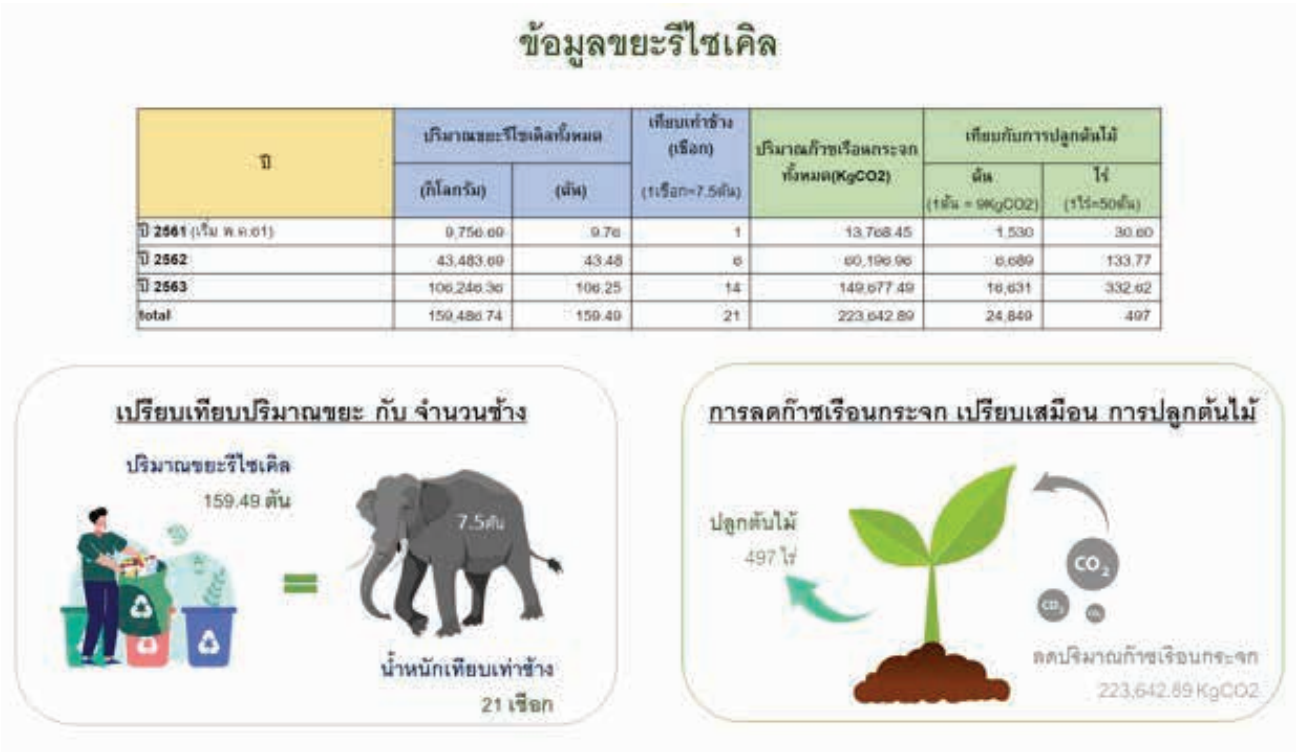 ข้อมูลขยะรีไซเคิล
ปี
ปริมาณขยะรีไซเคิลทั้งหมด
(กิโลกรัม) (ตัน)
เทียบเท่าช้าง
(เชือก)
(1เชือก=7.5ตัน)
ปริมาณก๊าซเรือนกระจก
ทั้งหมด(KgCO2)
เทียบกับการปลูกต้นไม้
ต้น ไร่
(1ต้น = 9KgCO2) (1ไร่=50ต้น)
ปี 2561 (เริ่ม พ.ค.61) 9,756.69 9.76 1 13,768.45 1,530 30.60
ปี 2562 43,483.69 43.48 6 60,196.96 6,689 133.77
ปี 2563 106,246.36 106.25 14 149,677.49 16,631 332.62
total 159,486.74 159.49 21 223,642.89 24,849 497
เปรียบเทียบปริมาณขยะ กับ จำนวนช้าง
ปริมาณขยะรีไซเคิล
159.49 ตัน
=
7.5ตัน
น้ำหนักเทียบเท่าช้าง
21 เชือก
การลดก๊าซเรือนกระจก เปรียบเสมือน การปลูกต้นไม้
ปลูกต้นไม้
497 ไร่
CO2
CO2
CO2
ลดปริมาณก๊าซเรือนกระจก
223,642.89 KgCO2